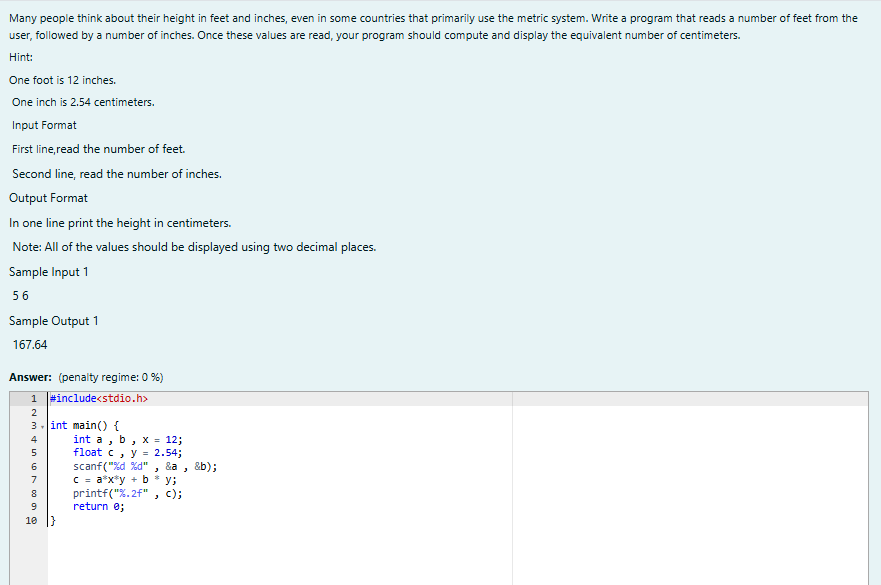 Many people think about their height in feet and inches, even in some countries that primarily use the metric system. Write a program that reads a number of feet from the
user, followed by a number of inches. Once these values are read, your program should compute and display the equivalent number of centimeters.
Hint:
One foot is 12 inches.
One inch is 2.54 centimeters.
Input Format
First line,read the number of feet.
Second line, read the number of inches.
Output Format
In one line print the height in centimeters.
Note: All of the values should be displayed using two decimal places.
Sample Input 1
5 6
Sample Output 1
167.64
Answer: (penalty regime: 0 %)
1 #include<stdio.h>
2
3 int main() {
4 int a , b , x = 12;
5 float c , y = 2.54;
6 scanf("%d %d" , &a , &b);
7 c = a*x*y + b * y;
8 printf("%.2f" , c);
9 return 0;
10 }